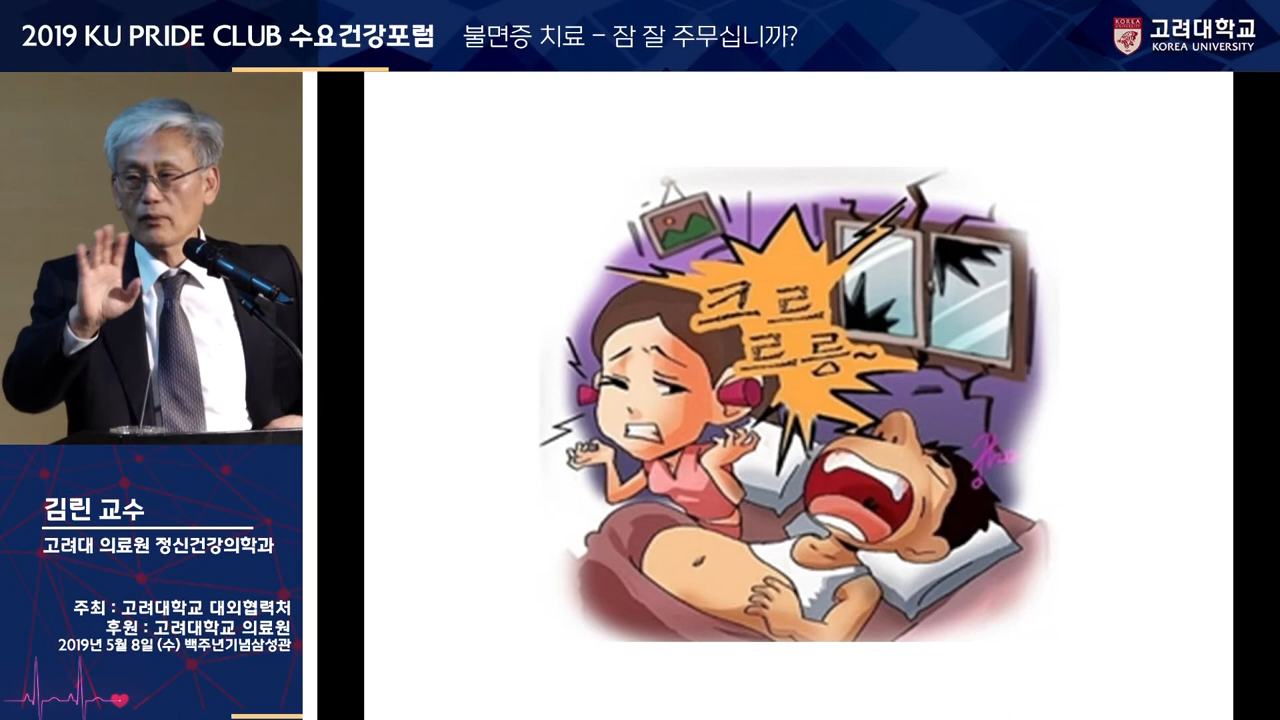 2019 KU PRIDE CLUB 수요건강포럼 불면증 치료 – 잠 잘 주무십니까?
KOREA
고려대학교
KOREA UNIVERSITY
크르
르릉~
김린 교수
고려대 의료원 정신건강의학과
주최 : 고려대학교 대외협력처
후원 : 고려대학교 의료원
2019년 5월 8일 (수) 백주년기념삼성관